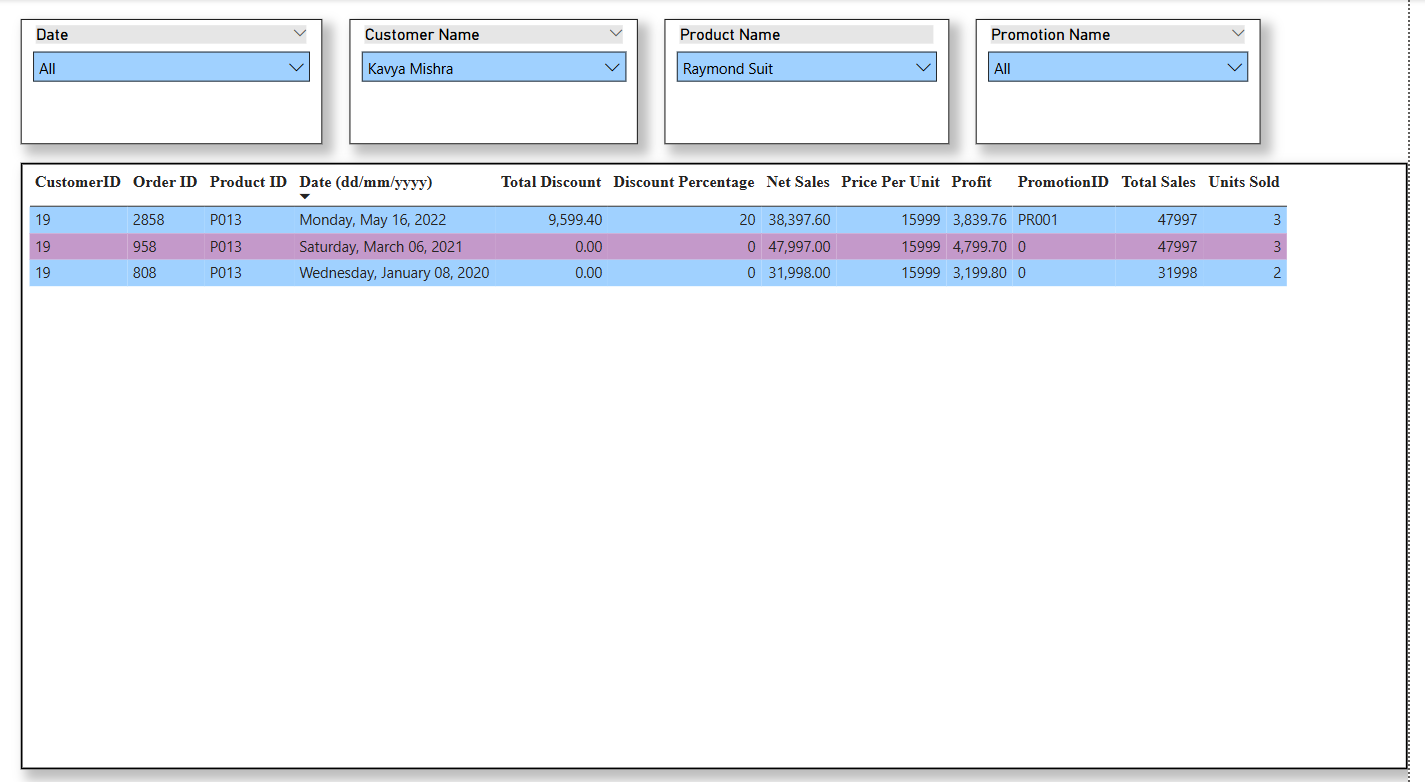 Date Customer Name Product Name Promotion Name
All Kavya Mishra Raymond Suit All
CustomerID Order ID Product ID Date (dd/mm/yyyy) Total Discount Discount Percentage Net Sales Price Per Unit Profit PromotionID Total Sales Units Sold
19 2858 P013 Monday, May 16, 2022 9,599.40 20 38,397.60 15999 3,839.76 PR001 47997 3
19 958 P013 Saturday, March 06, 2021 0.00 0 47,997.00 15999 4,799.70 0 47997 3
19 808 P013 Wednesday, January 08, 2020 0.00 0 31,998.00 15999 3,199.80 0 31998 2